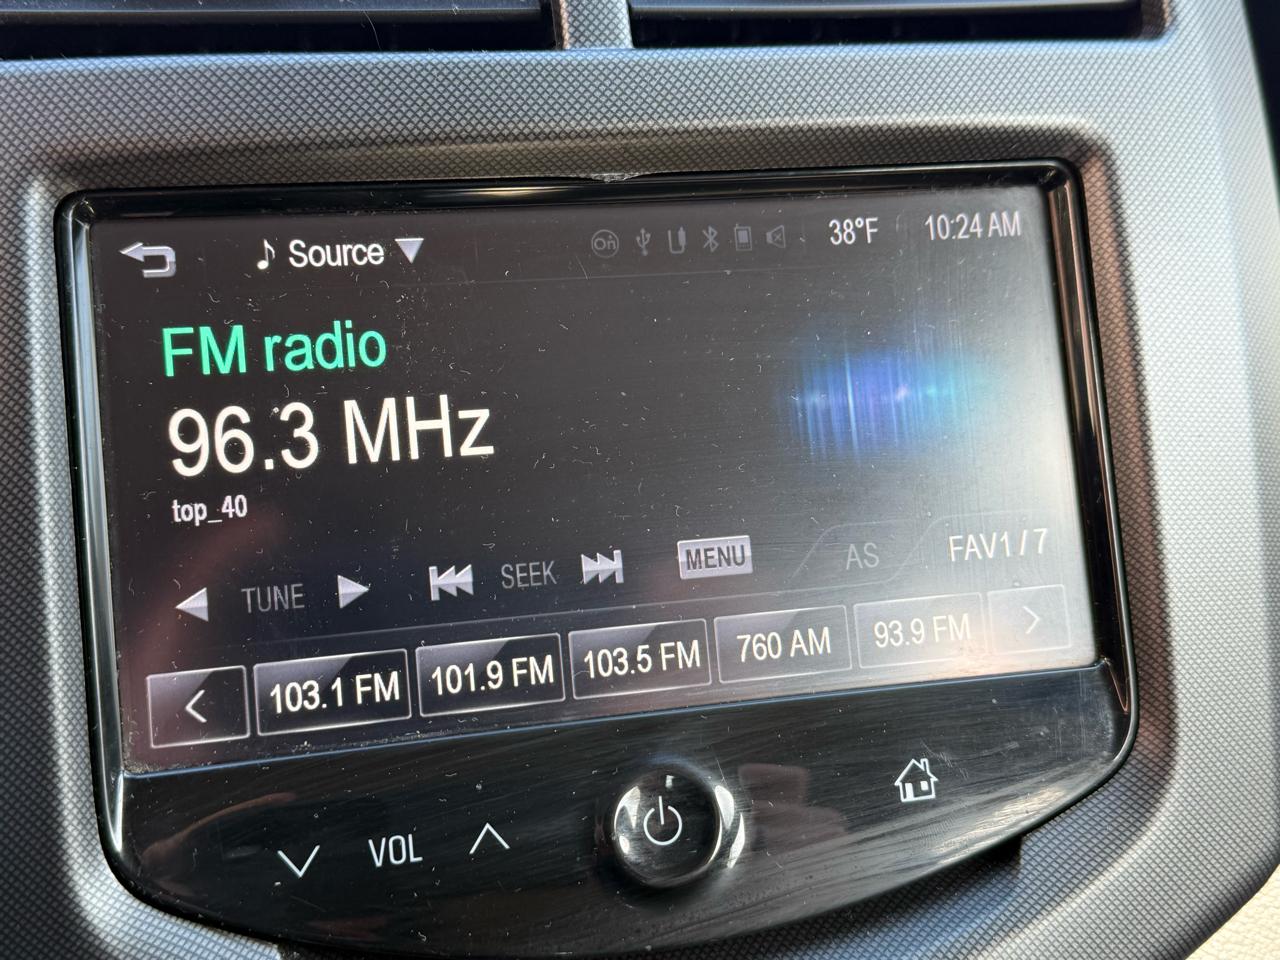 Source 38°F 10:24 AM
FM radio
96.3 MHz
top_40
TUNE SEEK MENU AS FAV1/7
< 103.1 FM 101.9 FM 103.5 FM 760 AM 93.9 FM >
VOL